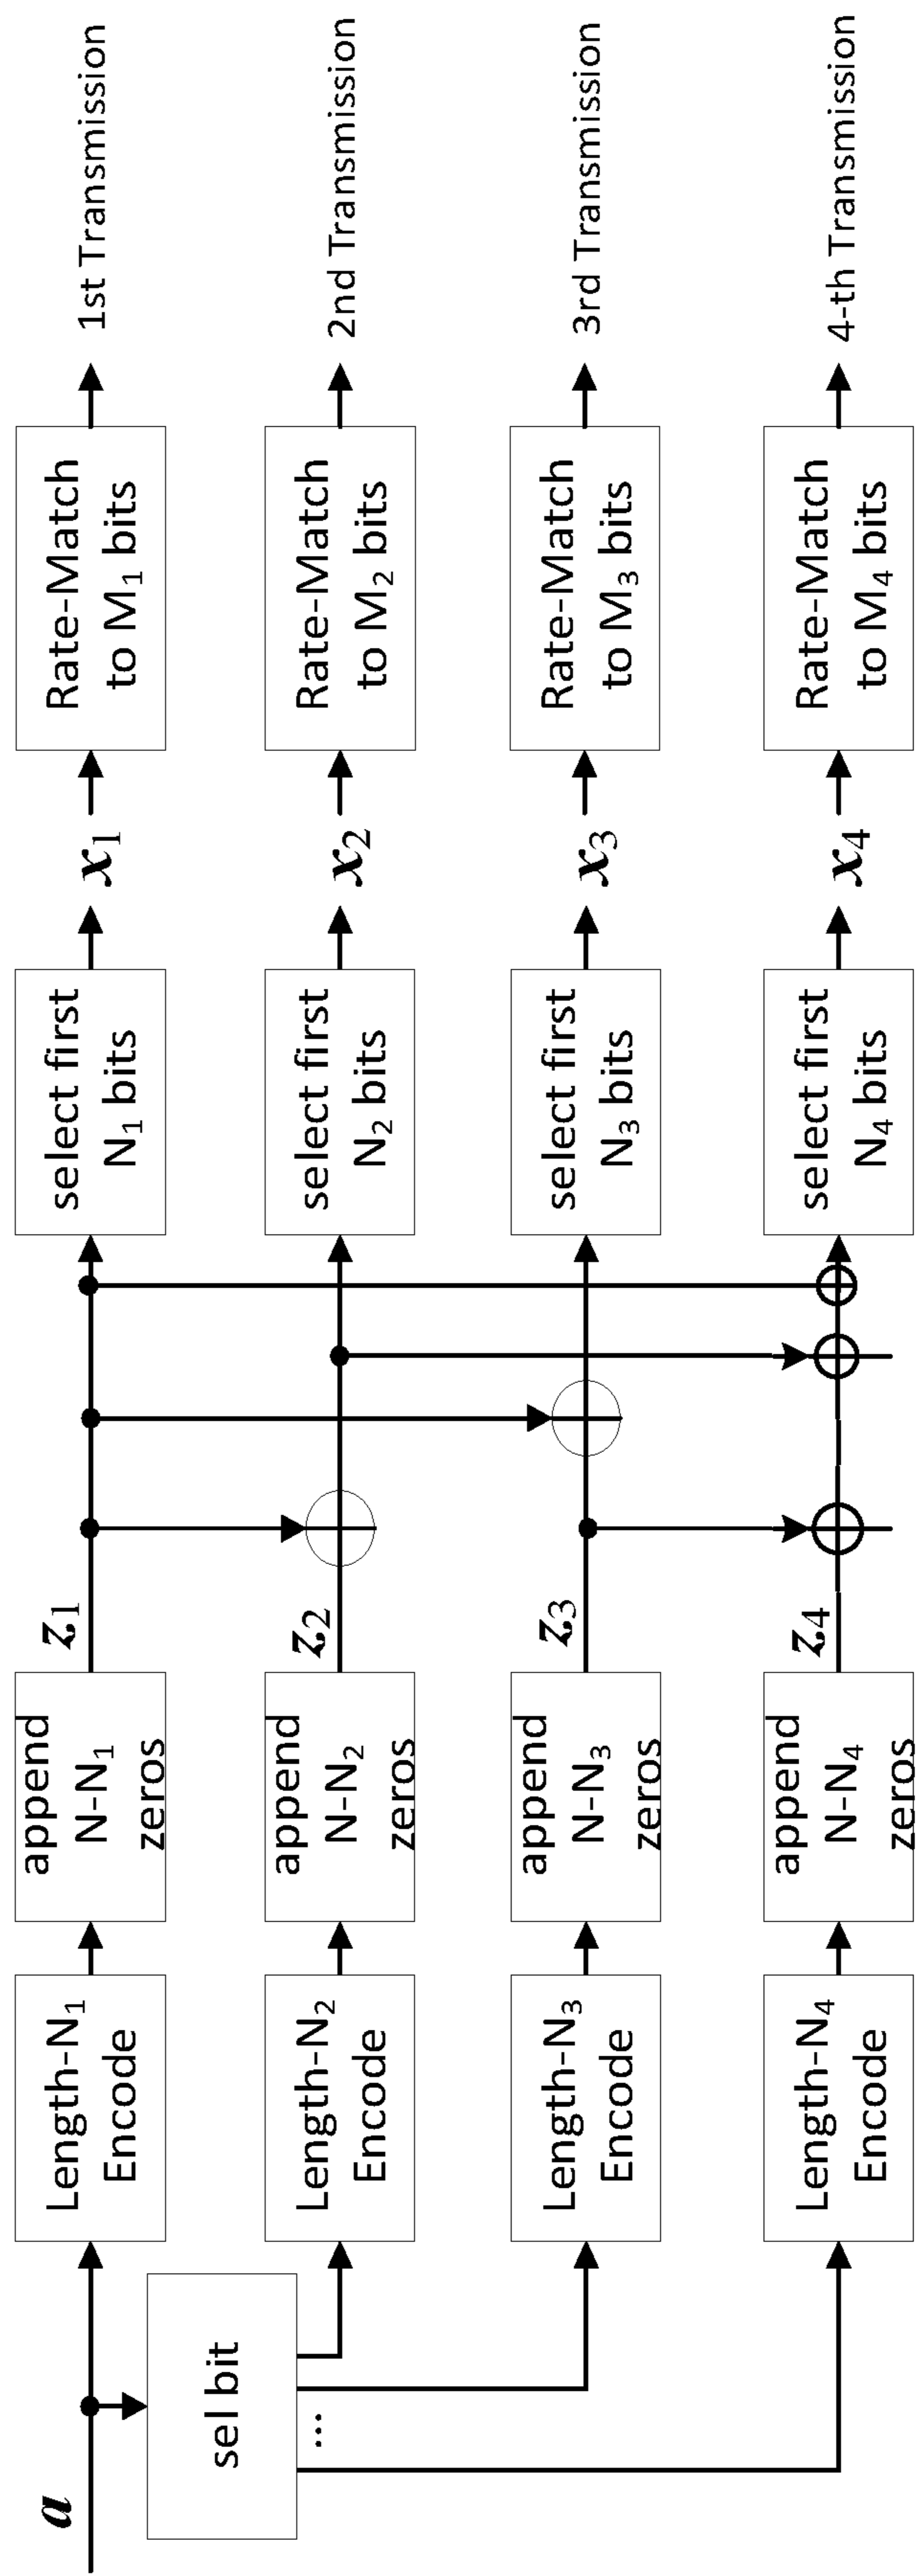 a
sel bit
...
Length-N₁
Encode
append
N-N₁
zeros
z₁
select first
N₁ bits
x₁
Rate-Match
to M₁ bits
1st Transmission
Length-N₂
Encode
append
N-N₂
zeros
z₂
select first
N₂ bits
x₂
Rate-Match
to M₂ bits
2nd Transmission
Length-N₃
Encode
append
N-N₃
zeros
z₃
select first
N₃ bits
x₃
Rate-Match
to M₃ bits
3rd Transmission
Length-N₄
Encode
append
N-N₄
zeros
z₄
select first
N₄ bits
x₄
Rate-Match
to M₄ bits
4-th Transmission